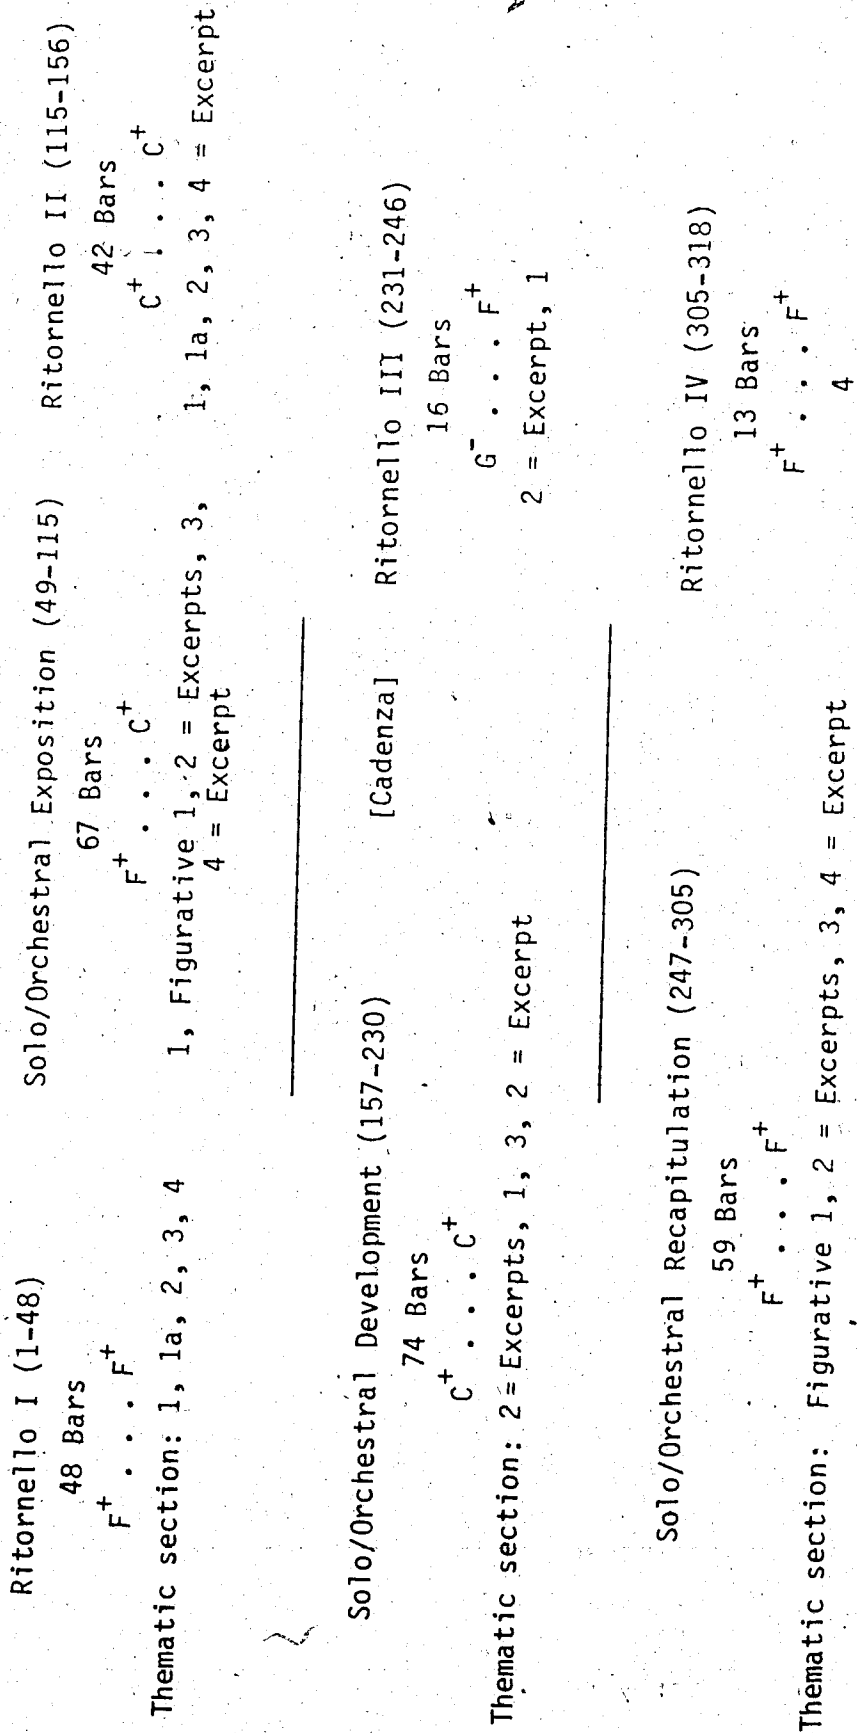 Ritornello I (1-48) Solo/Orchestral Exposition (49-115) Ritornello II (115-156)
48 Bars 67 Bars 42 Bars
F+ . . . F+ F+ . . . C+ C+ . . . C+
Thematic section: 1, 1a, 2, 3, 4 1, Figurative 1, 2 = Excerpts, 3, 1, 1a, 2, 3, 4 = Excerpt
4 = Excerpt
Solo/Orchestral Development (157-230) [Cadenza] Ritornello III (231-246)
74 Bars 16 Bars
C+ . . . C+ G- . . . F+
Thematic section: 2 = Excerpts, 1, 3, 2 = Excerpt 2 = Excerpt, 1
Solo/Orchestral Recapitulation (247-305) Ritornello IV (305-318)
59 Bars 13 Bars
F+ . . . F+ F+ . . . F+
Thematic section: Figurative 1, 2 = Excerpts, 3, 4 = Excerpt 4